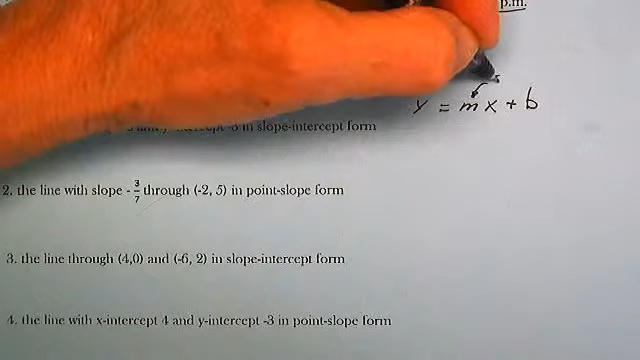 p.m.
y = mx + b
y-intercept -3 in slope-intercept form
2. the line with slope - 3/7 through (-2, 5) in point-slope form
3. the line through (4,0) and (-6, 2) in slope-intercept form
4. the line with x-intercept 4 and y-intercept -3 in point-slope form